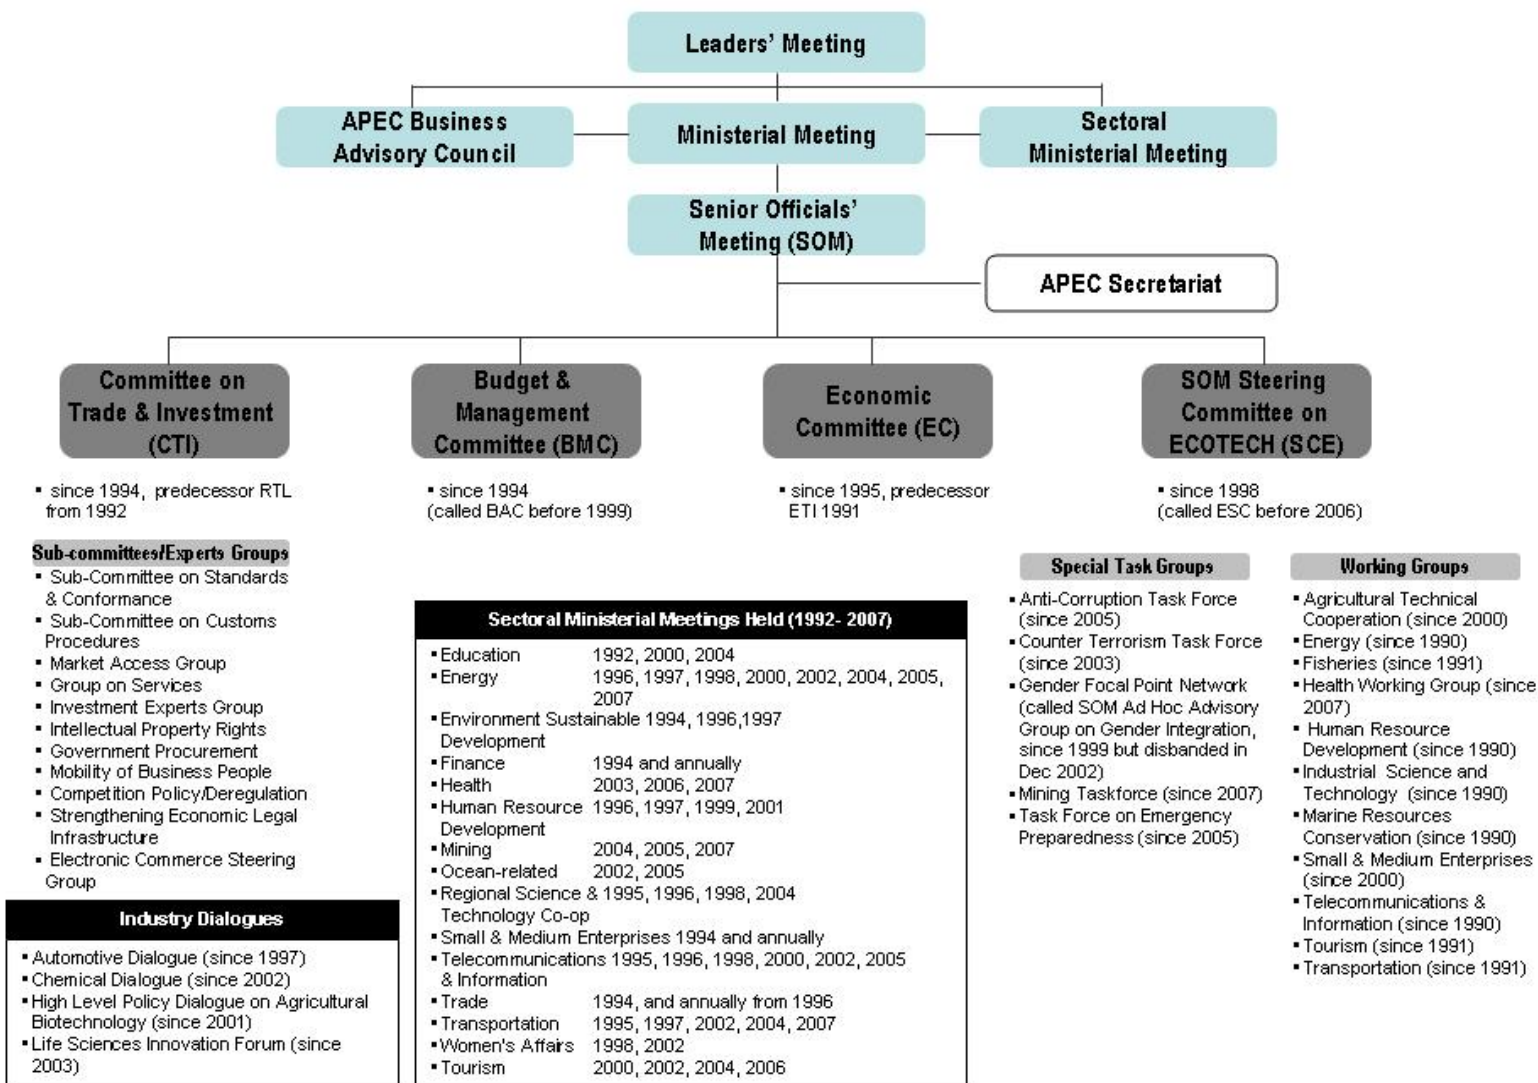 Leaders' Meeting
APEC Business
Advisory Council
Ministerial Meeting
Sectoral
Ministerial Meeting
Senior Officials'
Meeting (SOM)
APEC Secretariat
Committee on
Trade & Investment
(CTI)
Budget &
Management
Committee (BMC)
Economic
Committee (EC)
SOM Steering
Committee on
ECOTECH (SCE)
▪ since 1994, predecessor RTL
from 1992
▪ since 1994
(called BAC before 1999)
▪ since 1995, predecessor
ETI 1991
▪ since 1998
(called ESC before 2006)
Sub-committees/Experts Groups
▪ Sub-Committee on Standards
& Conformance
▪ Sub-Committee on Customs
Procedures
▪ Market Access Group
▪ Group on Services
▪ Investment Experts Group
▪ Intellectual Property Rights
▪ Government Procurement
▪ Mobility of Business People
▪ Competition Policy/Deregulation
▪ Strengthening Economic Legal
Infrastructure
▪ Electronic Commerce Steering
Group
Industry Dialogues
▪ Automotive Dialogue (since 1997)
▪ Chemical Dialogue (since 2002)
▪ High Level Policy Dialogue on Agricultural
Biotechnology (since 2001)
▪ Life Sciences Innovation Forum (since
2003)
Sectoral Ministerial Meetings Held (1992- 2007)
▪ Education 1992, 2000, 2004
▪ Energy 1996, 1997, 1998, 2000, 2002, 2004, 2005,
2007
▪ Environment Sustainable 1994, 1996,1997
Development
▪ Finance 1994 and annually
▪ Health 2003, 2006, 2007
▪ Human Resource 1996, 1997, 1999, 2001
Development
▪ Mining 2004, 2005, 2007
▪ Ocean-related 2002, 2005
▪ Regional Science & 1995, 1996, 1998, 2004
Technology Co-op
▪ Small & Medium Enterprises 1994 and annually
▪ Telecommunications 1995, 1996, 1998, 2000, 2002, 2005
& Information
▪ Trade 1994, and annually from 1996
▪ Transportation 1995, 1997, 2002, 2004, 2007
▪ Women's Affairs 1998, 2002
▪ Tourism 2000, 2002, 2004, 2006
Special Task Groups
▪ Anti-Corruption Task Force
(since 2005)
▪ Counter Terrorism Task Force
(since 2003)
▪ Gender Focal Point Network
(called SOM Ad Hoc Advisory
Group on Gender Integration,
since 1999 but disbanded in
Dec 2002)
▪ Mining Taskforce (since 2007)
▪ Task Force on Emergency
Preparedness (since 2005)
Working Groups
▪ Agricultural Technical
Cooperation (since 2000)
▪ Energy (since 1990)
▪ Fisheries (since 1991)
▪ Health Working Group (since
2007)
▪ Human Resource
Development (since 1990)
▪ Industrial Science and
Technology (since 1990)
▪ Marine Resources
Conservation (since 1990)
▪ Small & Medium Enterprises
(since 2000)
▪ Telecommunications &
Information (since 1990)
▪ Tourism (since 1991)
▪ Transportation (since 1991)